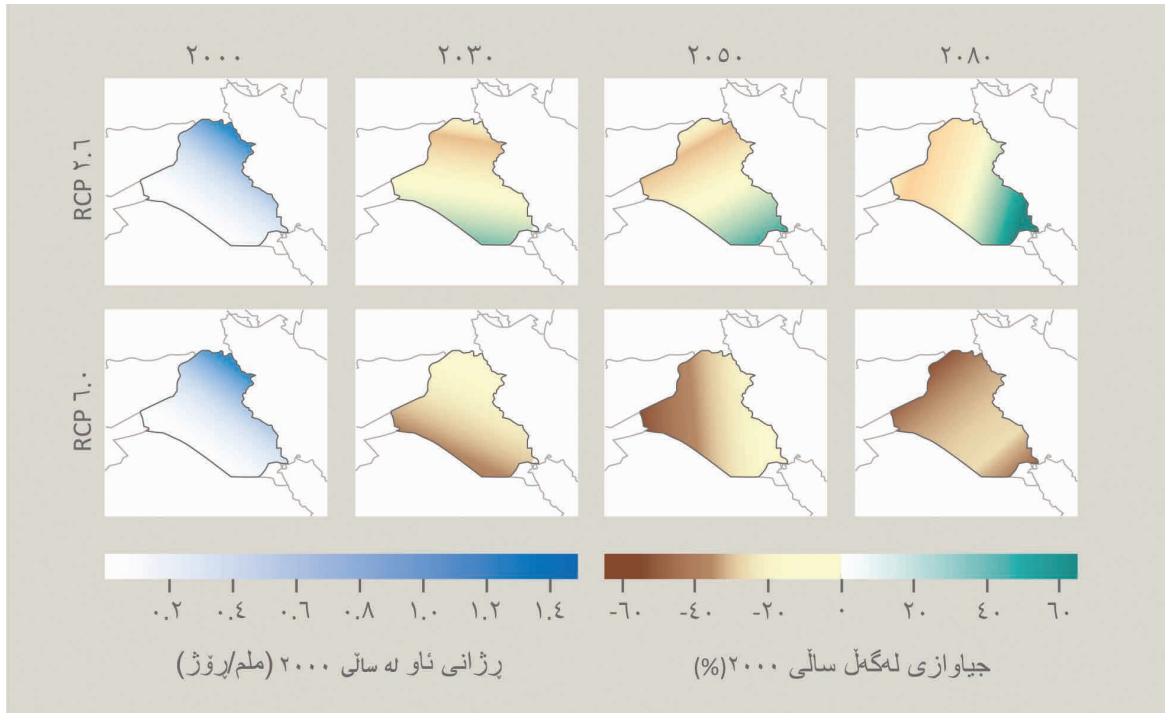 ٢٠٠٠ ٢٠٣٠ ٢٠٥٠ ٢٠٨٠
RCP ٢.٦
RCP ٦.٠
٠.٢ ٠.٤ ٠.٦ ٠.٨ ١.٠ ١.٢ ١.٤
-٦٠ -٤٠ -٢٠ ٠ ٢٠ ٤٠ ٦٠
ڕژانی ئاو لە ساڵی ٢٠٠٠ (ملم/ڕۆژ)
جیاوازی لەگەڵ ساڵی ٢٠٠٠(%)